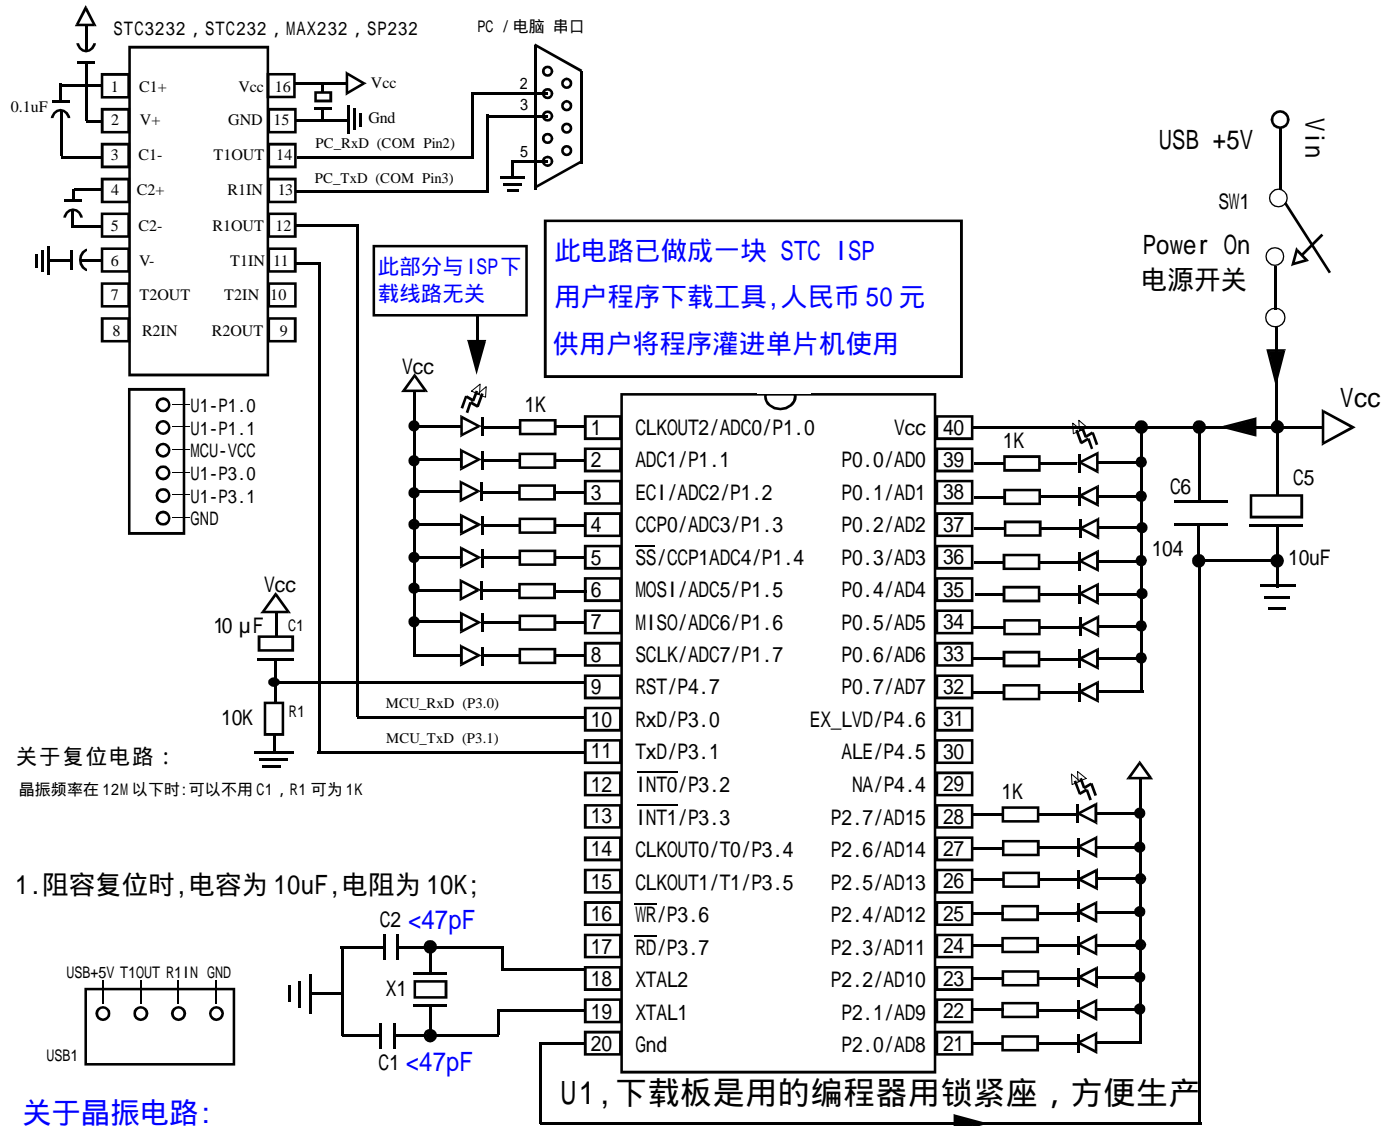 STC3232 , STC232 , MAX232 , SP232
PC / 电脑 串口
1 C1+ Vcc 16 Vcc
0.1uF
2 V+ GND 15 Gnd
3 C1- T1OUT 14 PC_RxD (COM Pin2)
4 C2+ R1IN 13 PC_TxD (COM Pin3)
5 C2- R1OUT 12
6 V- T1IN 11
7 T2OUT T2IN 10
8 R2IN R2OUT 9
2
3
5
USB +5V
Vin
SW1
Power On
电源开关
此部分与ISP下
载线路无关
此电路已做成一块 STC ISP
用户程序下载工具,人民币 50 元
供用户将程序灌进单片机使用
U1-P1.0
U1-P1.1
MCU-VCC
U1-P3.0
U1-P3.1
GND
Vcc
1K
Vcc
1 CLKOUT2/ADC0/P1.0 Vcc 40
2 ADC1/P1.1 P0.0/AD0 39 1K
3 ECI/ADC2/P1.2 P0.1/AD1 38
4 CCP0/ADC3/P1.3 P0.2/AD2 37
5 SS/CCP1ADC4/P1.4 P0.3/AD3 36
6 MOSI/ADC5/P1.5 P0.4/AD4 35
7 MISO/ADC6/P1.6 P0.5/AD5 34
8 SCLK/ADC7/P1.7 P0.6/AD6 33
9 RST/P4.7 P0.7/AD7 32
10 RxD/P3.0 EX_LVD/P4.6 31
11 TxD/P3.1 ALE/P4.5 30
12 INT0/P3.2 NA/P4.4 29
13 INT1/P3.3 P2.7/AD15 28 1K
14 CLKOUT0/T0/P3.4 P2.6/AD14 27
15 CLKOUT1/T1/P3.5 P2.5/AD13 26
16 WR/P3.6 P2.4/AD12 25
17 RD/P3.7 P2.3/AD11 24
18 XTAL2 P2.2/AD10 23
19 XTAL1 P2.1/AD9 22
20 Gnd P2.0/AD8 21
C6
104
C5
10uF
Vcc
10 µF C1
10K R1
MCU_RxD (P3.0)
MCU_TxD (P3.1)
关于复位电路：
晶振频率在 12M 以下时:可以不用 C1 , R1 可为 1K
1.阻容复位时,电容为 10uF,电阻为 10K;
C2 <47pF
X1
C1 <47pF
USB+5V T1OUT R1IN GND
USB1
U1,下载板是用的编程器用锁紧座，方便生产
关于晶振电路: